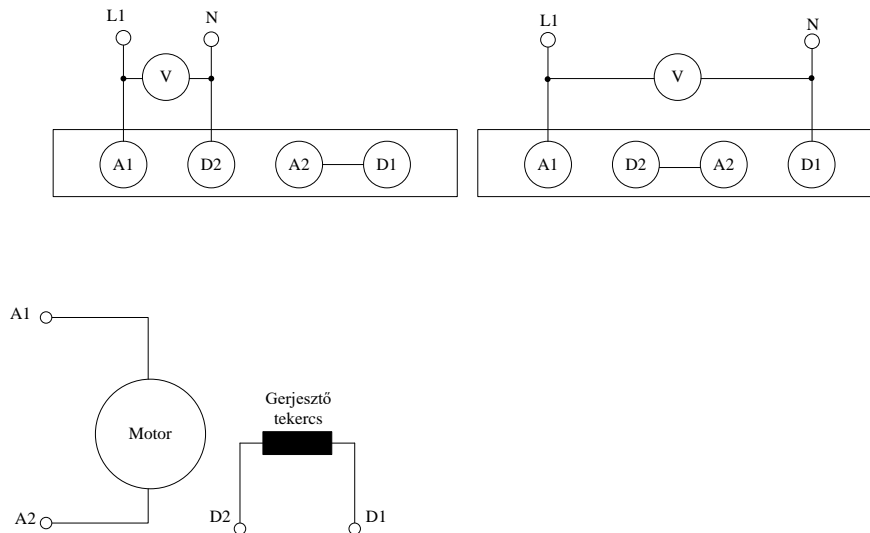 L1
N
V
A1
D2
A2
D1
L1
N
V
A1
D2
A2
D1
A1
Motor
A2
Gerjesztő
tekercs
D2
D1